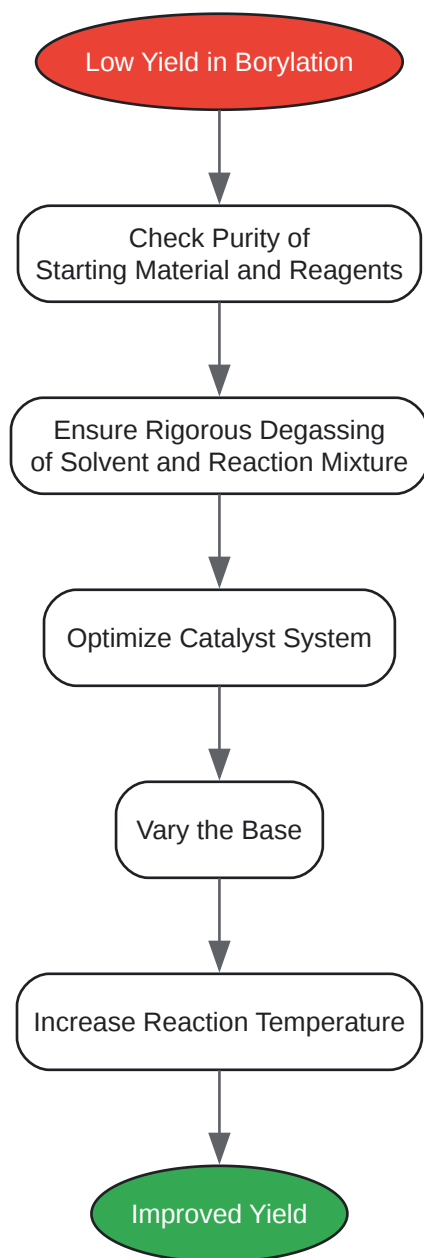 Low Yield in Borylation
Check Purity of
Starting Material and Reagents
Ensure Rigorous Degassing
of Solvent and Reaction Mixture
Optimize Catalyst System
Vary the Base
Increase Reaction Temperature
Improved Yield